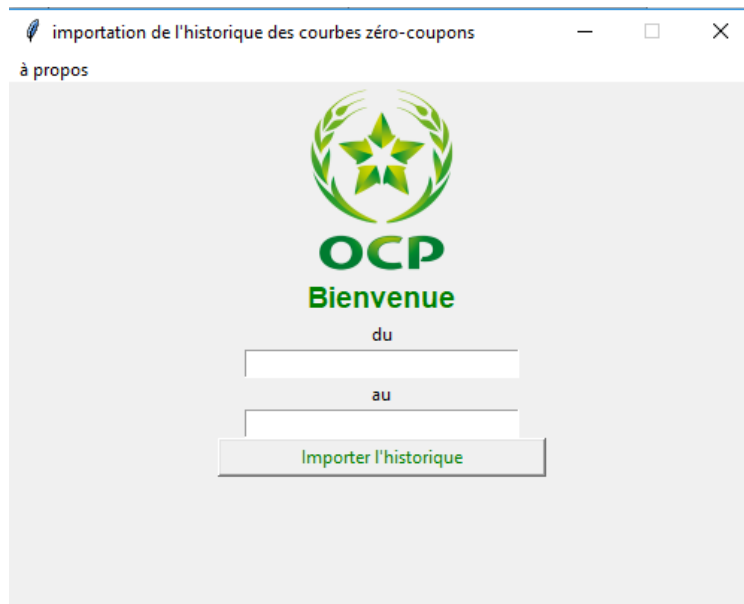 importation de l'historique des courbes zéro-coupons
à propos
OCP
Bienvenue
du
au
Importer l'historique